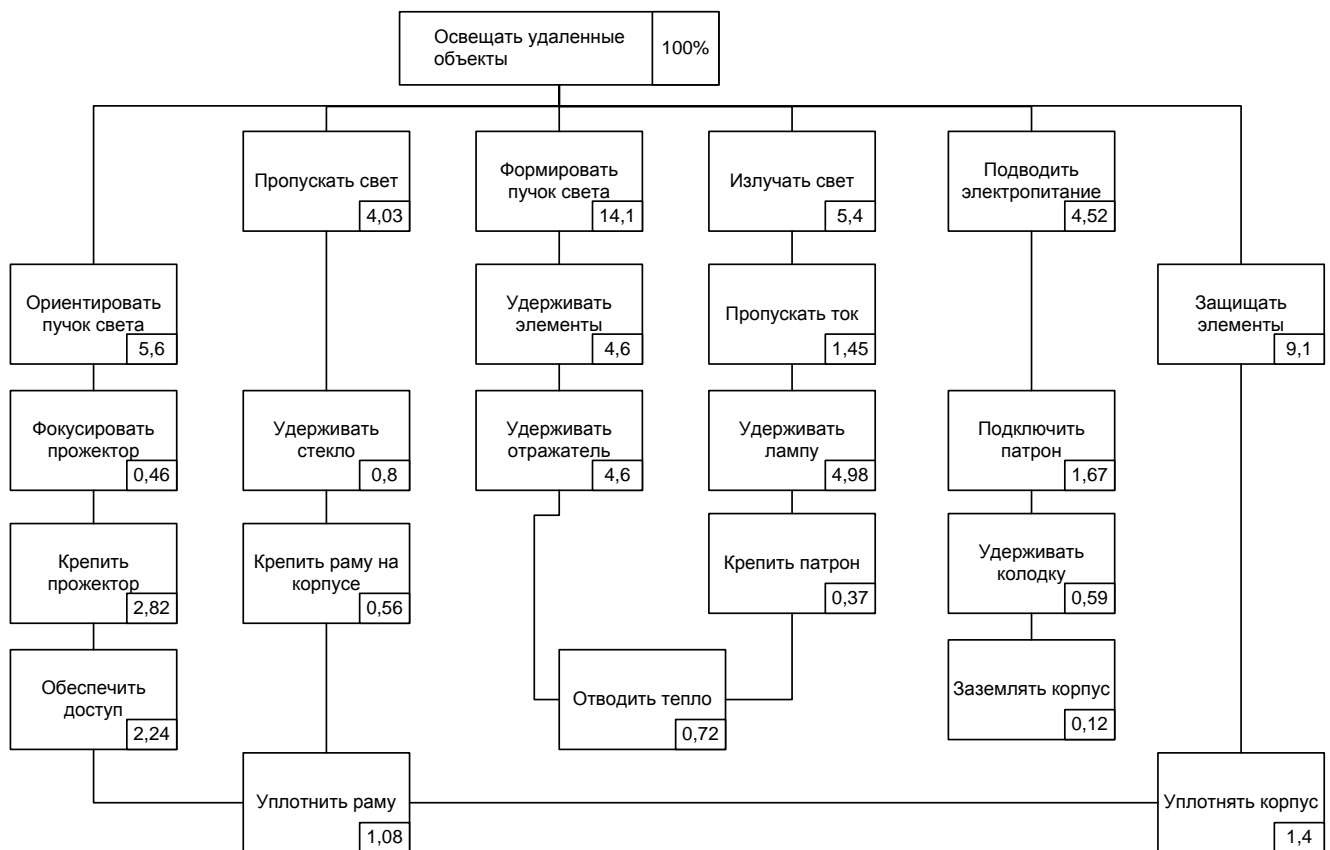 Освещать удаленные
объекты
100%
Пропускать свет
4,03
Формировать
пучок света
14,1
Излучать свет
5,4
Подводить
электропитание
4,52
Ориентировать
пучок света
5,6
Удерживать
элементы
4,6
Пропускать ток
1,45
Защищать
элементы
9,1
Фокусировать
прожектор
0,46
Удерживать
стекло
0,8
Удерживать
отражатель
4,6
Удерживать
лампу
4,98
Подключить
патрон
1,67
Крепить
прожектор
2,82
Крепить раму на
корпусе
0,56
Крепить патрон
0,37
Удерживать
колодку
0,59
Обеспечить
доступ
2,24
Отводить тепло
0,72
Заземлять корпус
0,12
Уплотнить раму
1,08
Уплотнять корпус
1,4